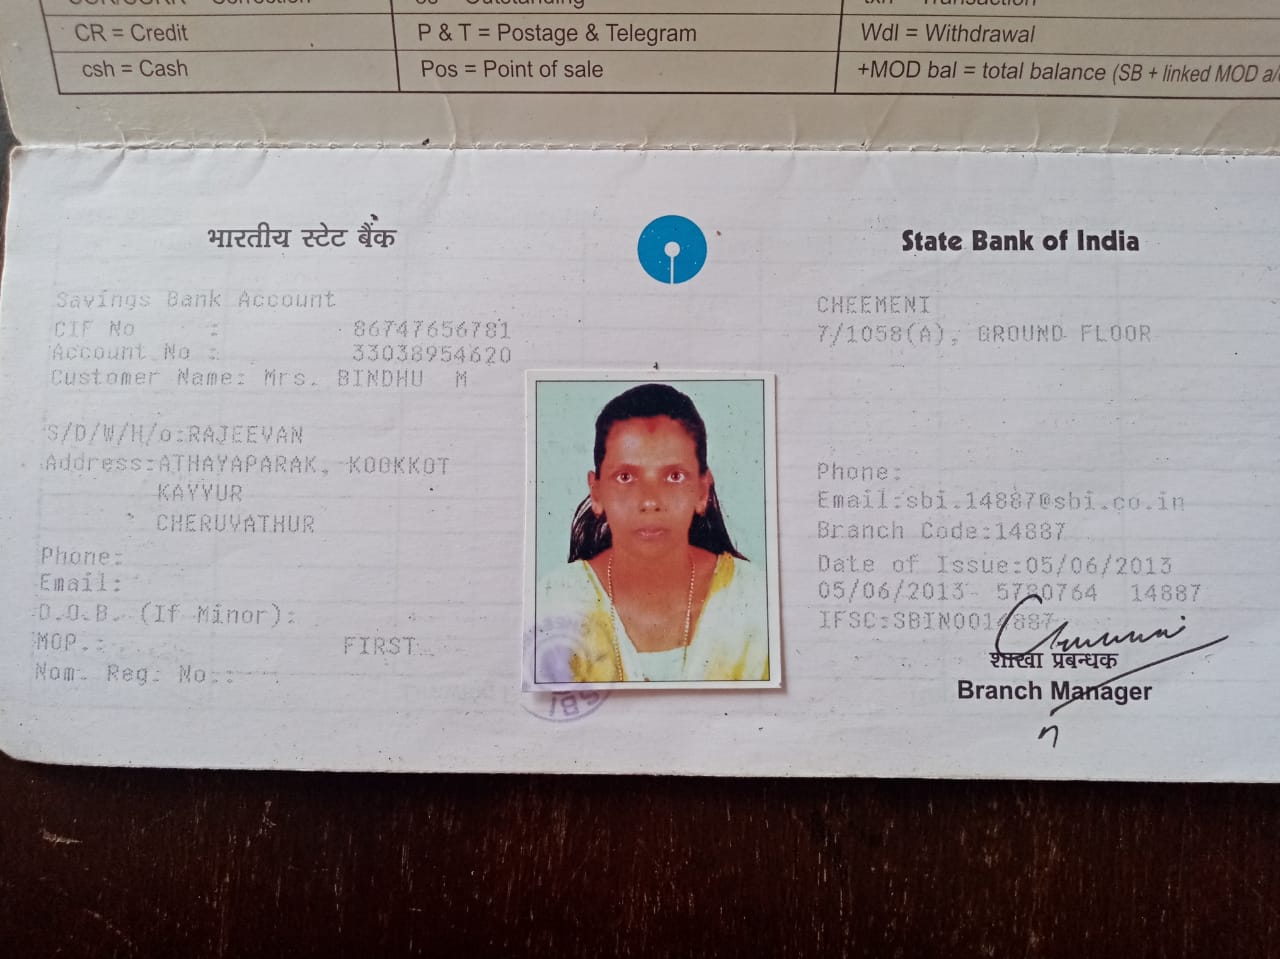 = Outstanding
CR = Credit
P & T = Postage & Telegram
Wdl = Withdrawal
csh = Cash
Pos = Point of sale
+MOD bal = total balance (SB + linked MOD a/c
भारतीय स्टेट बैंक
State Bank of India
Savings Bank Account
CIF No : 86747656781
Account No : 33038954620
Customer Name: Mrs. BINDHU M
S/D/W/H/o:RAJEEVAN
Address:ATHAYAPARAK, KOOKKOT
KAYYUR
CHERUVATHUR
Phone:
Email:
D.O.B. (If Minor):
MOP.: FIRST
Nom. Reg. No.:
SBI
CHEEMENI
7/1058(A), GROUND FLOOR
Phone:
Email:sbi.14887@sbi.co.in
Branch Code:14887
Date of Issue:05/06/2013
05/06/2013 5780764 14887
IFSC:SBIN0014887
शाखा प्रबन्धक
Branch Manager